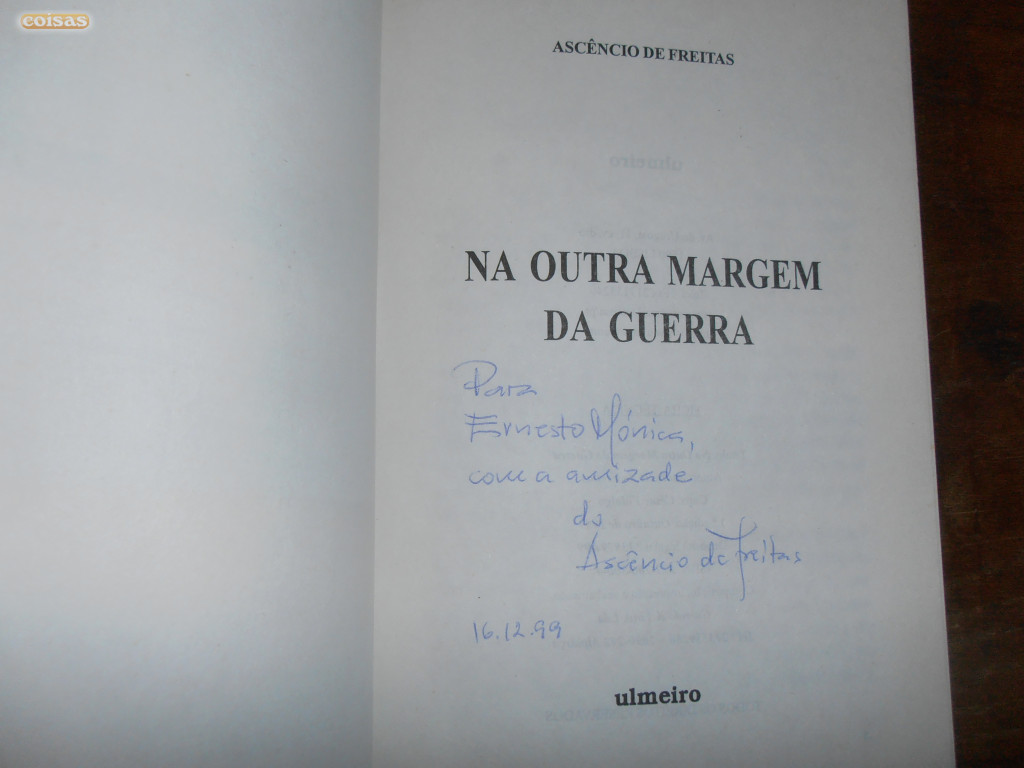 coisas
ASCÊNCIO DE FREITAS
NA OUTRA MARGEM
DA GUERRA
Para
Ernesto Mónica,
com a amizade
do
Ascêncio de Freitas
16.12.99
ulmeiro